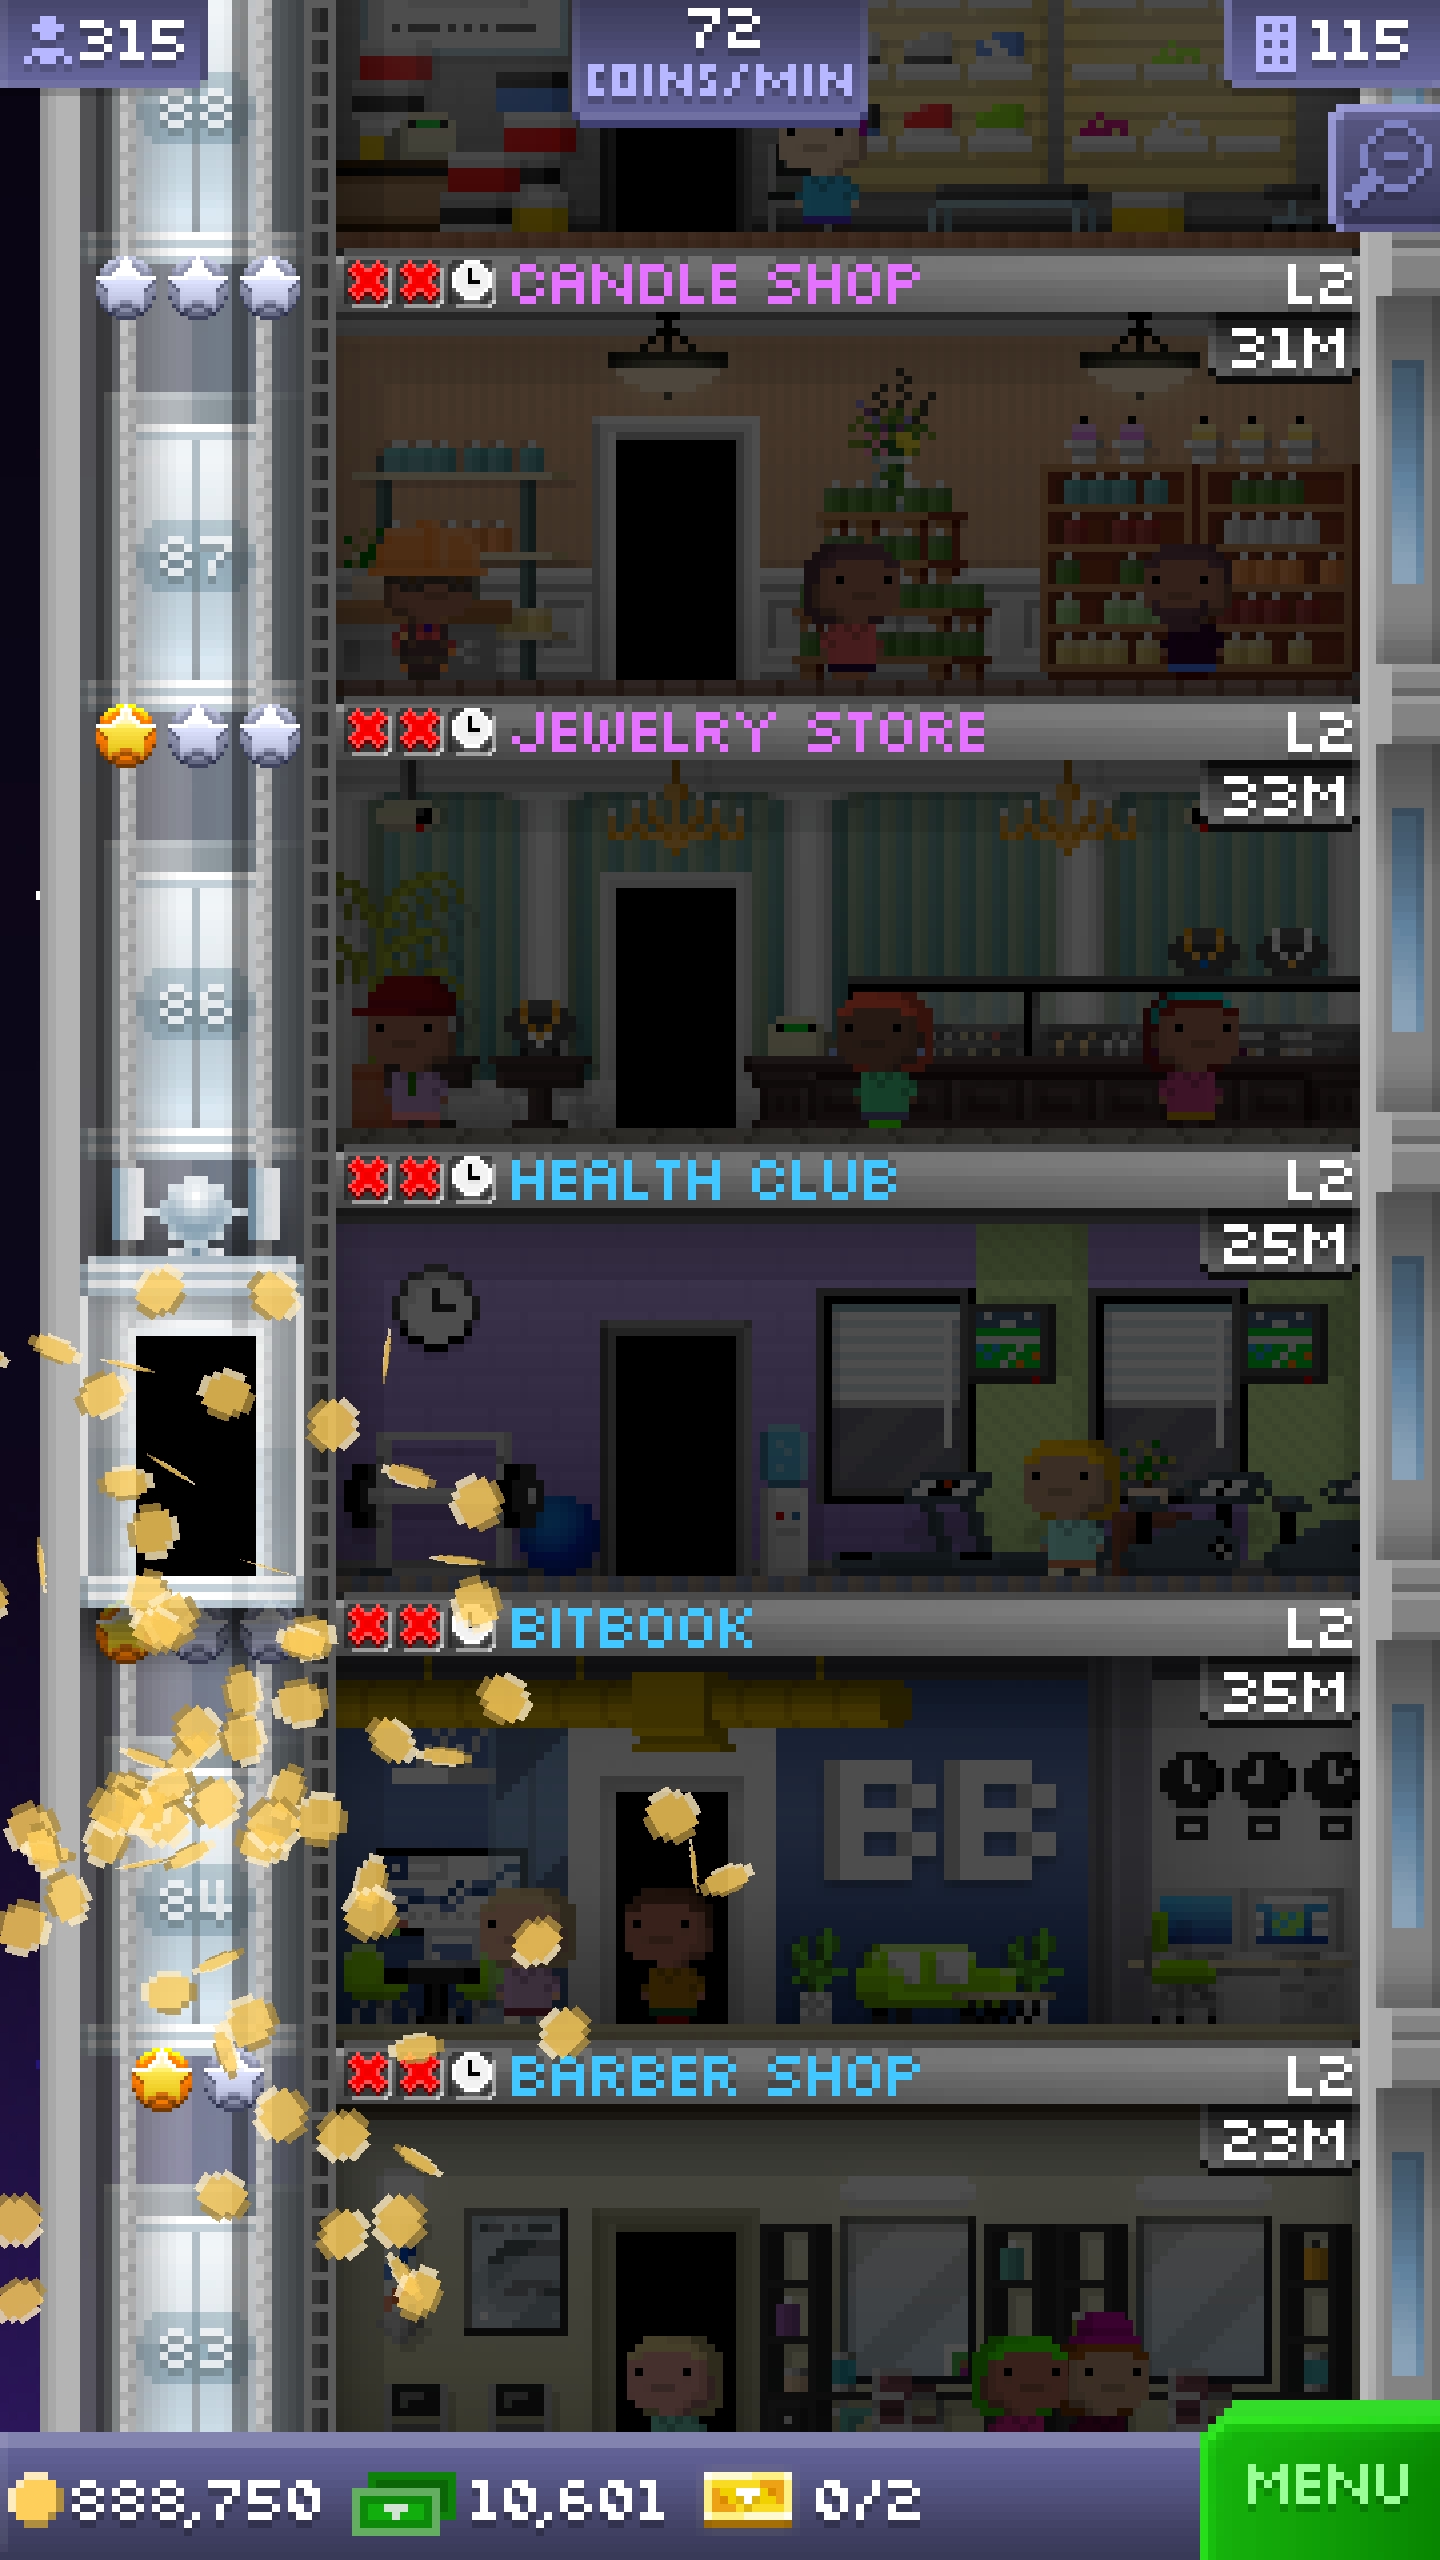 315
72
COINS/MIN
115
88
CANDLE SHOP L2
31M
87
JEWELRY STORE L2
33M
86
HEALTH CLUB L2
25M
BITBOOK L2
35M
BB
84
BARBER SHOP L2
23M
83
888,750 10,601 0/2 MENU